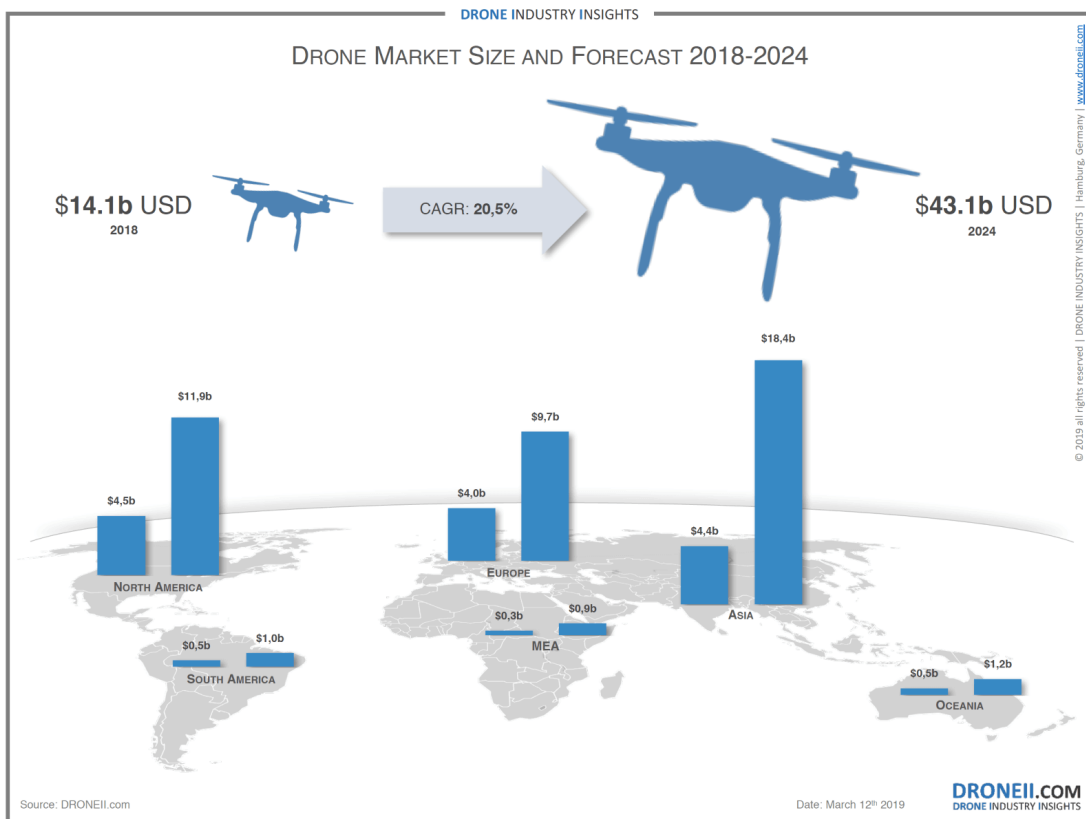 DRONE INDUSTRY INSIGHTS
DRONE MARKET SIZE AND FORECAST 2018-2024
$14.1b USD
2018
CAGR: 20,5%
$43.1b USD
2024
$4,5b
$11,9b
NORTH AMERICA
$4,0b
$9,7b
EUROPE
$4,4b
$18,4b
ASIA
$0,5b
$1,0b
SOUTH AMERICA
$0,3b
$0,9b
MEA
$0,5b
$1,2b
OCEANIA
Source: DRONEII.com
Date: March 12th 2019
DRONEII.COM
DRONE INDUSTRY INSIGHTS
© 2019 all rights reserved | DRONE INDUSTRY INSIGHTS | Hamburg, Germany | www.droneii.com